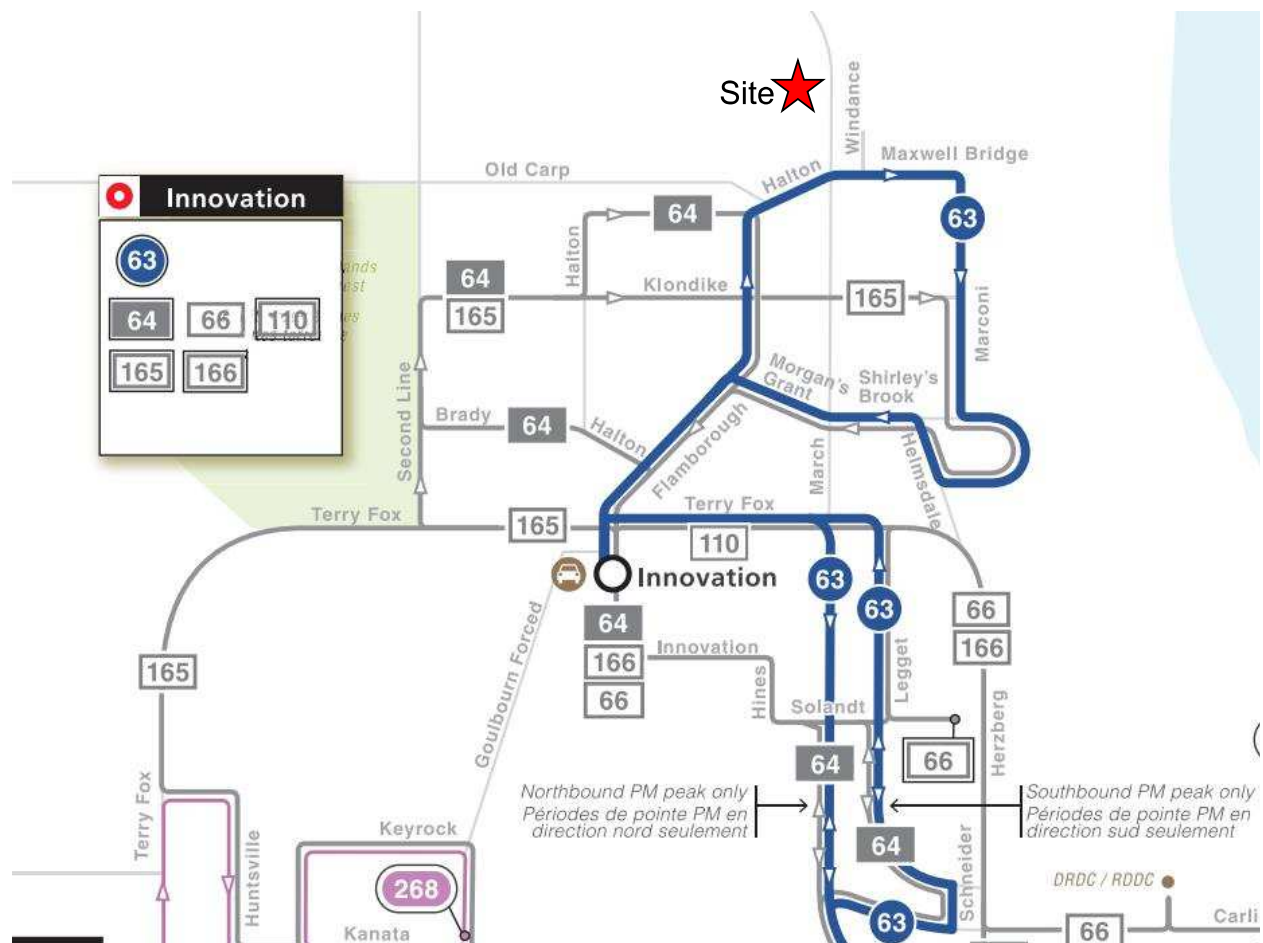 Site
Windance
Maxwell Bridge
Old Carp
Halton
Innovation
64
63
63
Halton
64
Klondike
165
165
64
66
110
165
166
Marconi
Morgan's
Grant
Shirley's
Brook
Second Line
Brady
64
Halton
Flamborough
March
Helmsdale
Terry Fox
Terry Fox
165
110
Innovation
63
63
64
166
66
66
166
Innovation
165
Goulbourn Forced
Hines
Solandt
Legget
Herzberg
64
66
Northbound PM peak only
Périodes de pointe PM en
direction nord seulement
Southbound PM peak only
Périodes de pointe PM en
direction sud seulement
Terry Fox
Huntsville
Keyrock
64
Schneider
DRDC / RDDC
268
Kanata
63
66
Carli